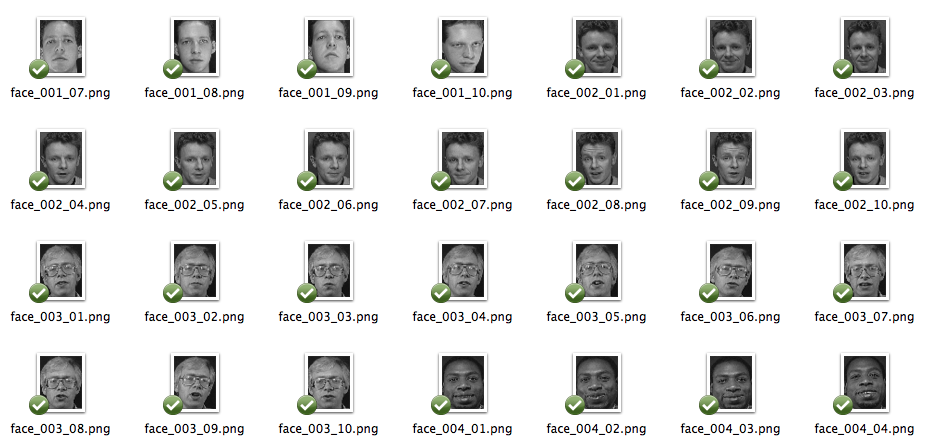 face_001_07.png face_001_08.png face_001_09.png face_001_10.png face_002_01.png face_002_02.png face_002_03.png
face_002_04.png face_002_05.png face_002_06.png face_002_07.png face_002_08.png face_002_09.png face_002_10.png
face_003_01.png face_003_02.png face_003_03.png face_003_04.png face_003_05.png face_003_06.png face_003_07.png
face_003_08.png face_003_09.png face_003_10.png face_004_01.png face_004_02.png face_004_03.png face_004_04.png